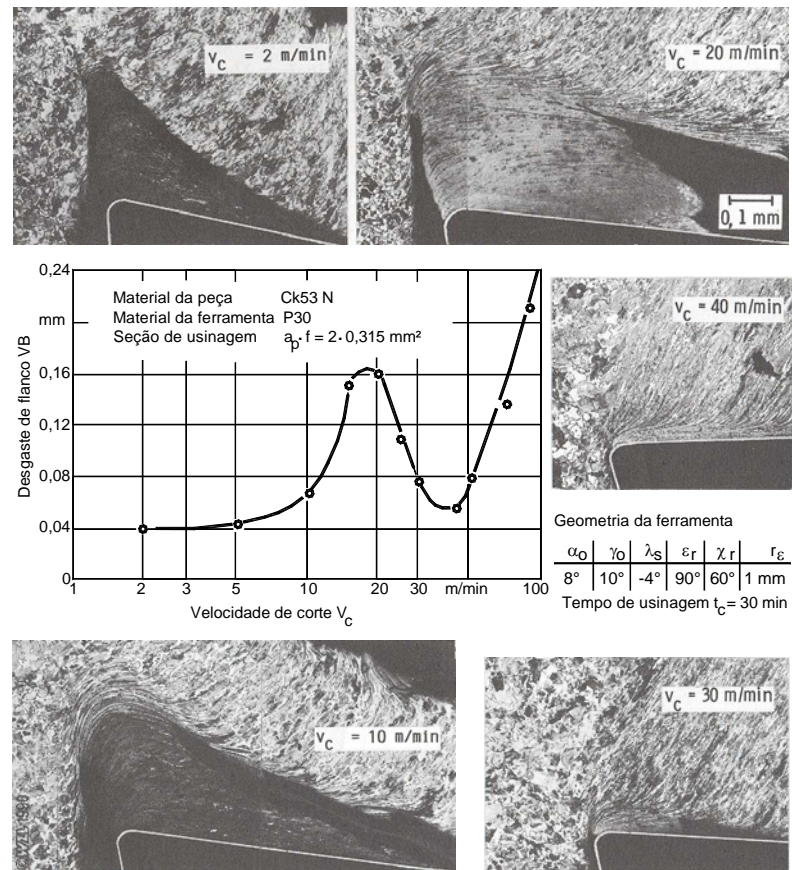 v_c = 2 m/min
v_c = 20 m/min
0,1 mm
0,24
mm
0,16
0,12
0,08
0,04
0
Desgaste de flanco VB
Material da peça Ck53 N
Material da ferramenta P30
Seção de usinagem a_p·f = 2·0,315 mm²
1 2 3 5 10 20 30 m/min 100
Velocidade de corte V_c
v_c = 40 m/min
Geometria da ferramenta
α_o γ_o λ_s ε_r χ_r r_ε
8° 10° -4° 90° 60° 1 mm
Tempo de usinagem t_c = 30 min
v_c = 10 m/min
v_c = 30 m/min